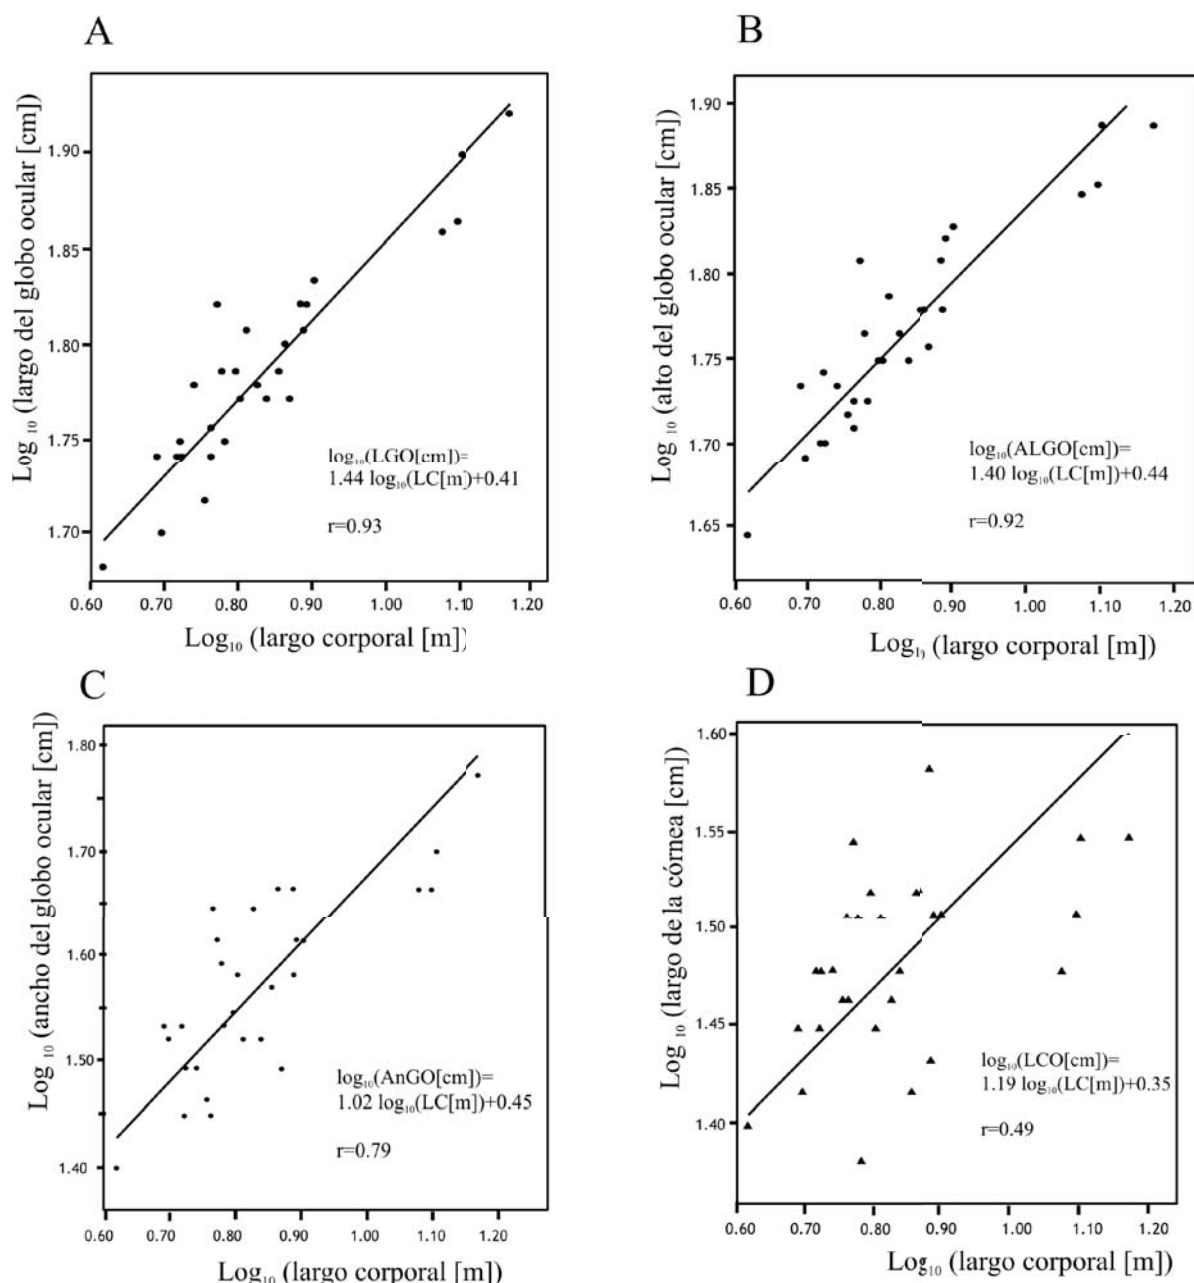 A
Log 10 (largo del globo ocular [cm])
1.90
1.85
1.80
1.75
1.70
log10(LGO[cm])=
1.44 log10(LC[m])+0.41
r=0.93
0.60 0.70 0.80 0.90 1.00 1.10 1.20
Log10 (largo corporal [m])
B
Log 10 (alto del globo ocular [cm])
1.90
1.85
1.80
1.75
1.70
1.65
log10(ALGO[cm])=
1.40 log10(LC[m])+0.44
r=0.92
0.60 0.70 0.80 0.90 1.00 1.10 1.20
Log10 (largo corporal [m])
C
Log 10 (ancho del globo ocular [cm])
1.80
1.70
1.60
1.50
1.40
log10(AnGO[cm])=
1.02 log10(LC[m])+0.45
r=0.79
0.60 0.70 0.80 0.90 1.00 1.10 1.20
Log10 (largo corporal [m])
D
Log 10 (largo de la córnea [cm])
1.60
1.55
1.50
1.45
1.40
log10(LCO[cm])=
1.19 log10(LC[m])+0.35
r=0.49
0.60 0.70 0.80 0.90 1.00 1.10 1.20
Log10 (largo corporal [m])